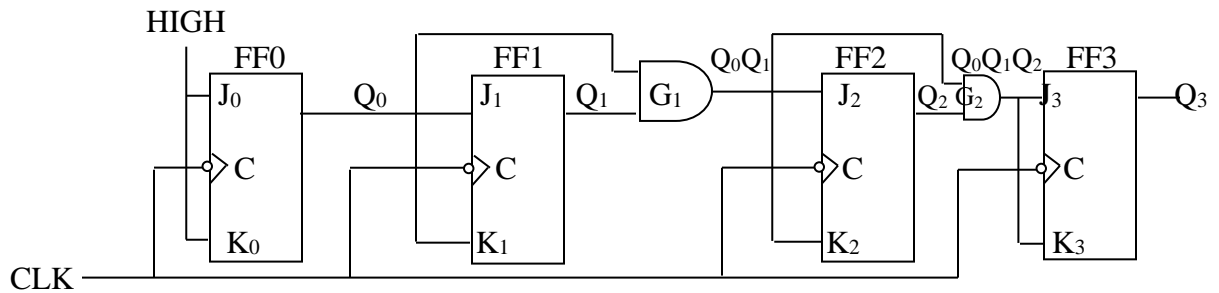 HIGH
FF0
FF1
Q₀Q₁
FF2
Q₀Q₁Q₂
FF3
J₀
Q₀
J₁
Q₁
G₁
J₂
Q₂
G₂
J₃
Q₃
C
C
C
C
K₀
K₁
K₂
K₃
CLK